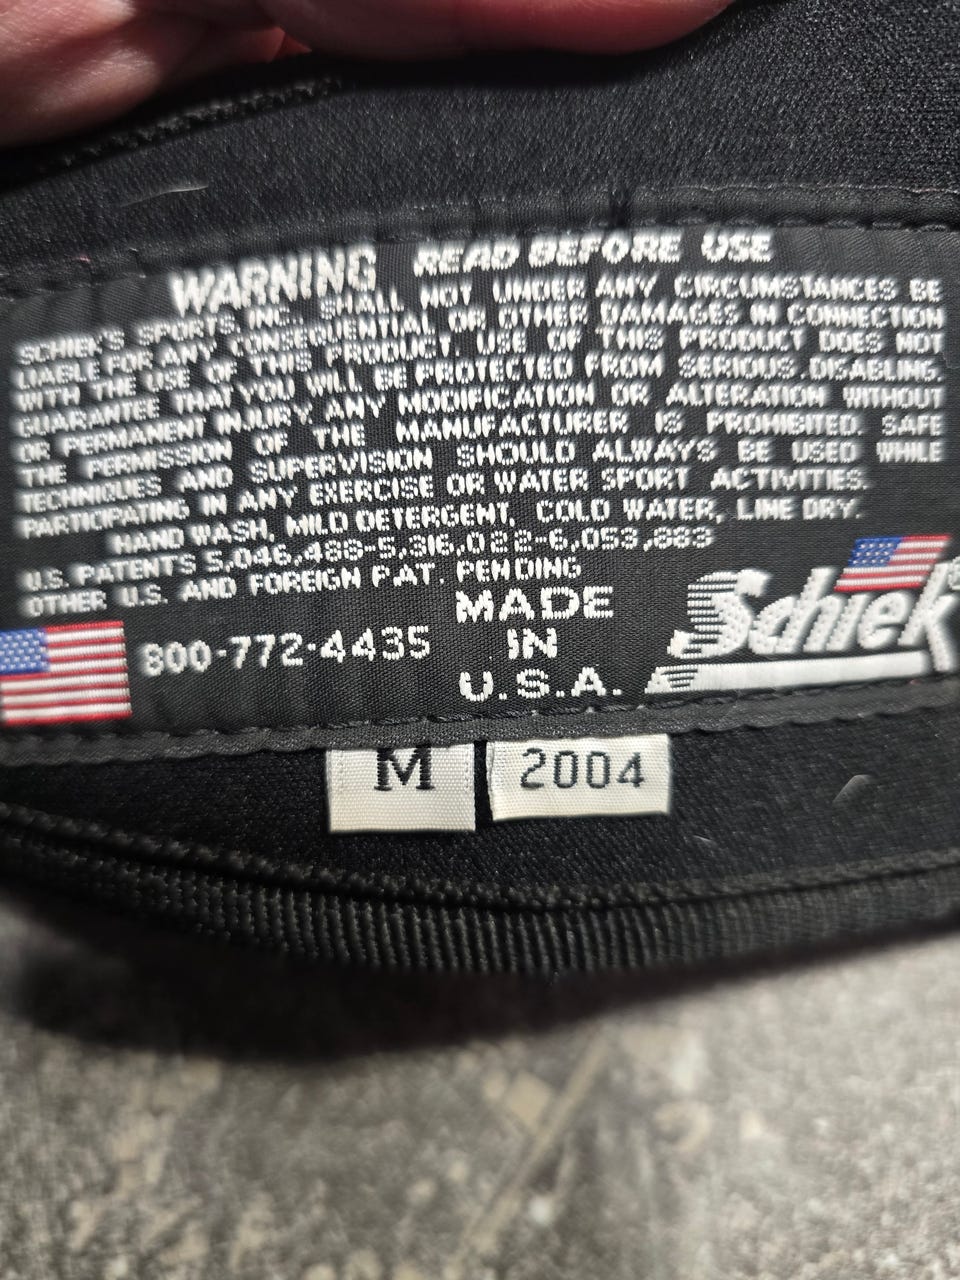 WARNING READ BEFORE USE
SCHIEK'S SPORTS, INC. SHALL NOT UNDER ANY CIRCUMSTANCES BE
LIABLE FOR ANY CONSEQUENTIAL OR OTHER DAMAGES IN CONNECTION
WITH THE USE OF THIS PRODUCT. USE OF THIS PRODUCT DOES NOT
GUARANTEE THAT YOU WILL BE PROTECTED FROM SERIOUS, DISABLING,
OR PERMANENT INJURY ANY MODIFICATION OR ALTERATION WITHOUT
THE PERMISSION OF THE MANUFACTURER IS PROHIBITED. SAFE
TECHNIQUES AND SUPERVISION SHOULD ALWAYS BE USED WHILE
PARTICIPATING IN ANY EXERCISE OR WATER SPORT ACTIVITIES.
HAND WASH, MILD DETERGENT, COLD WATER, LINE DRY.
U.S. PATENTS 5,046,488-5,316,022-6,053,883
OTHER U.S. AND FOREIGN PAT. PENDING
800-772-4435
MADE
IN
U.S.A.
Schiek®
M
2004